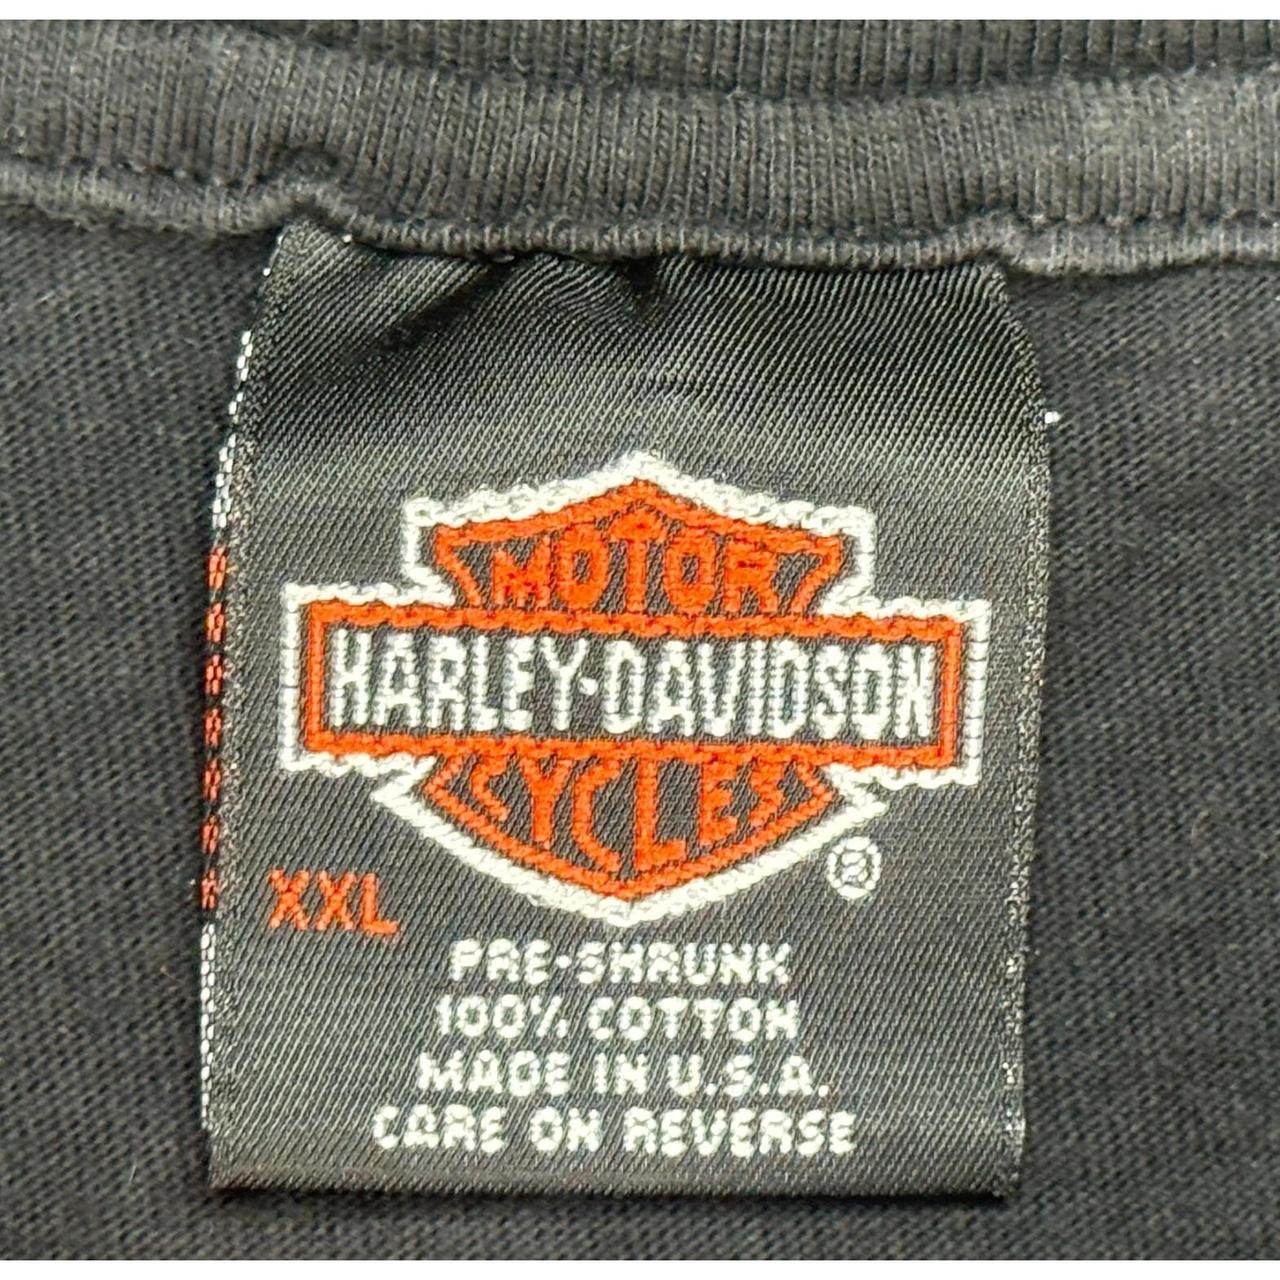 MOTOR
HARLEY-DAVIDSON
CYCLES
®
XXL
PRE-SHRUNK
100% COTTON
MADE IN U.S.A.
CARE ON REVERSE